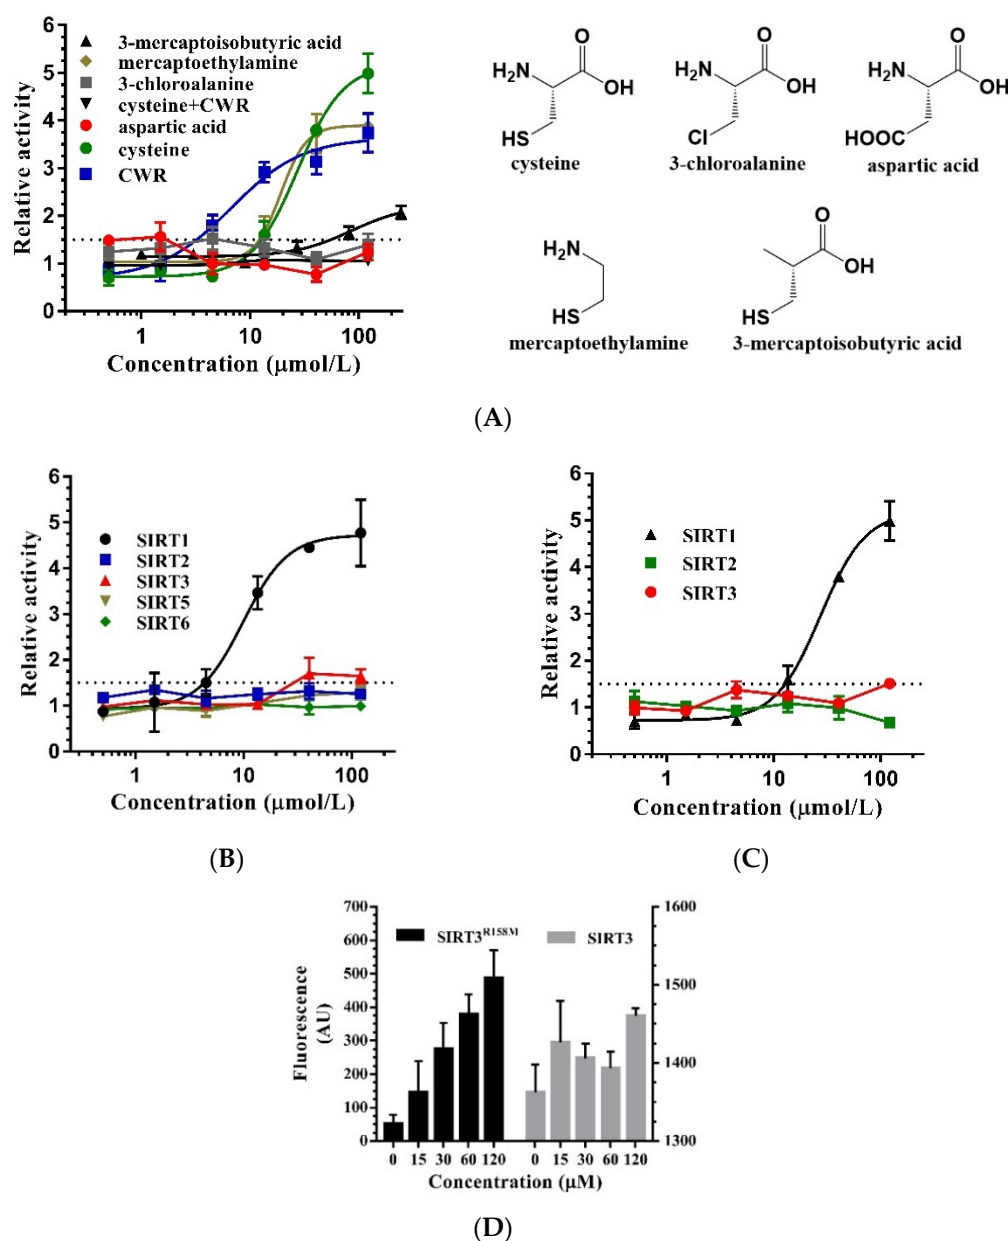 6
5
4
3
2
1
0
Relative activity
3-mercaptoisobutyric acid
mercaptoethylamine
3-chloroalanine
cysteine+CWR
aspartic acid
cysteine
CWR
1 10 100
Concentration (μmol/L)
O
H₂N
OH
HS
cysteine
O
H₂N
OH
Cl
3-chloroalanine
O
H₂N
OH
HOOC
aspartic acid
H₂N
HS
mercaptoethylamine
O
OH
HS
3-mercaptoisobutyric acid
(A)
6
5
4
3
2
1
0
Relative activity
SIRT1
SIRT2
SIRT3
SIRT5
SIRT6
1 10 100
Concentration (μmol/L)
(B)
6
5
4
3
2
1
0
Relative activity
SIRT1
SIRT2
SIRT3
1 10 100
Concentration (μmol/L)
(C)
700
600
500
400
300
200
100
0
Fluorescence
(AU)
SIRT3R158M
SIRT3
1600
1500
1400
1300
0 15 30 60 120 0 15 30 60 120
Concentration (μM)
(D)